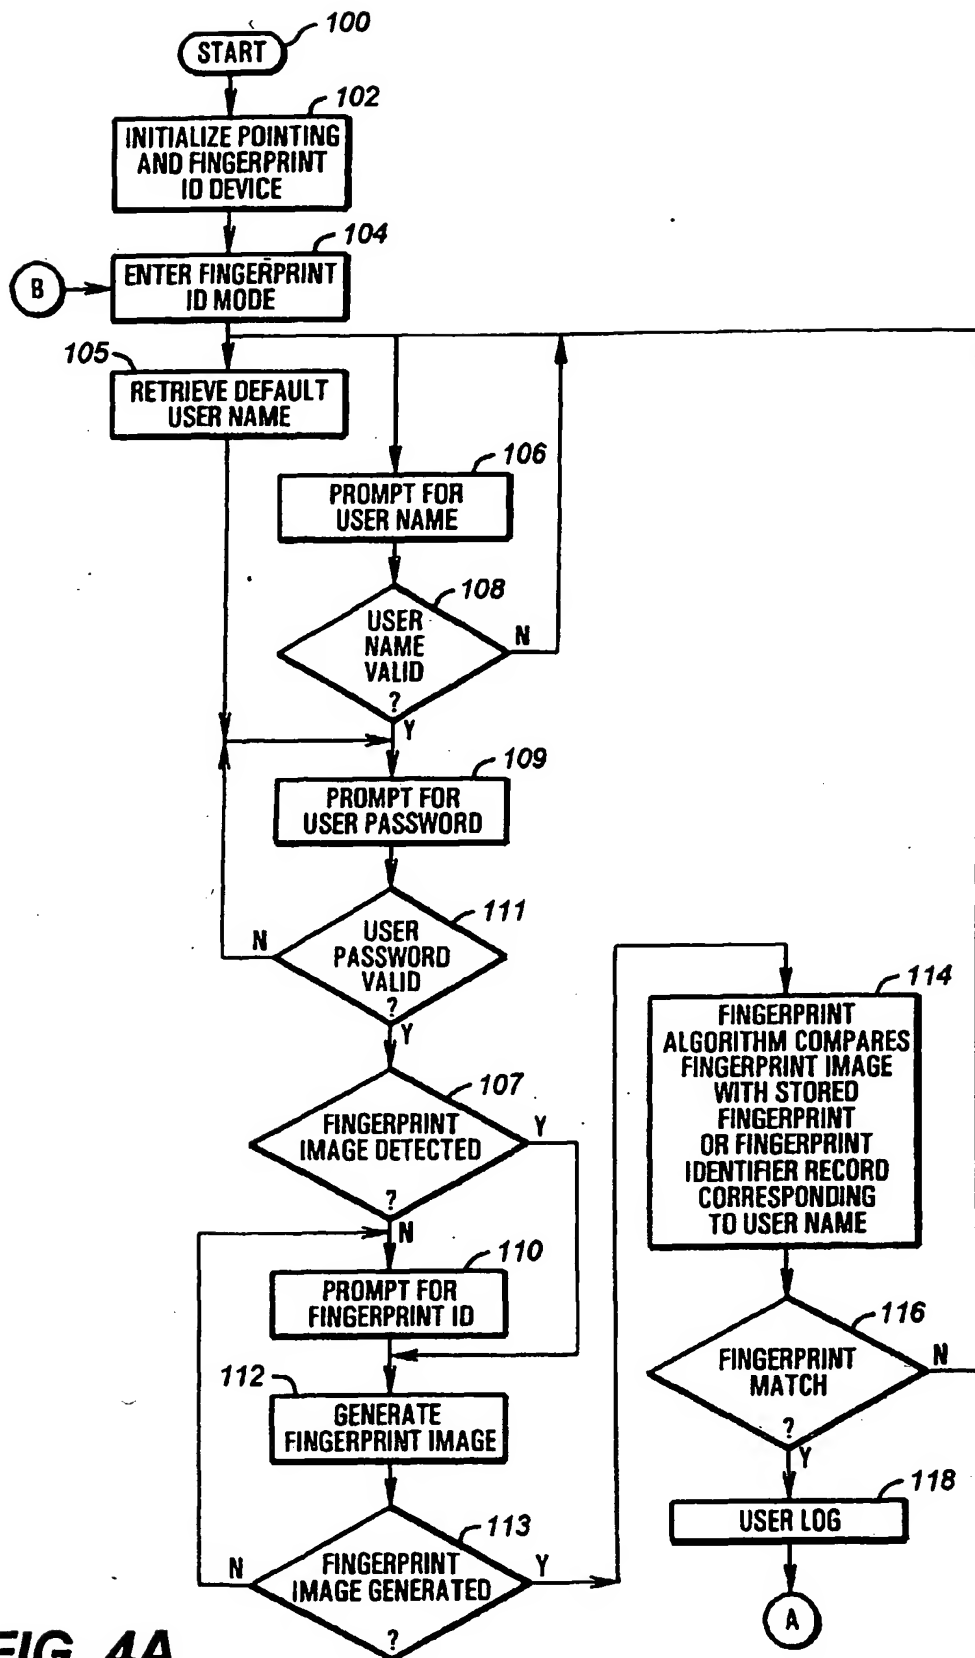 100
START
102
INITIALIZE POINTING
AND FINGERPRINT
ID DEVICE
104
B
ENTER FINGERPRINT
ID MODE
105
RETRIEVE DEFAULT
USER NAME
106
PROMPT FOR
USER NAME
108
USER
NAME
VALID
?
N
Y
109
PROMPT FOR
USER PASSWORD
111
USER
PASSWORD
VALID
?
N
Y
107
FINGERPRINT
IMAGE DETECTED
?
Y
N
110
PROMPT FOR
FINGERPRINT ID
112
GENERATE
FINGERPRINT IMAGE
113
FINGERPRINT
IMAGE GENERATED
?
N
Y
114
FINGERPRINT
ALGORITHM COMPARES
FINGERPRINT IMAGE
WITH STORED
FINGERPRINT
OR FINGERPRINT
IDENTIFIER RECORD
CORRESPONDING
TO USER NAME
116
FINGERPRINT
MATCH
?
N
Y
118
USER LOG
A
FIG. 4A